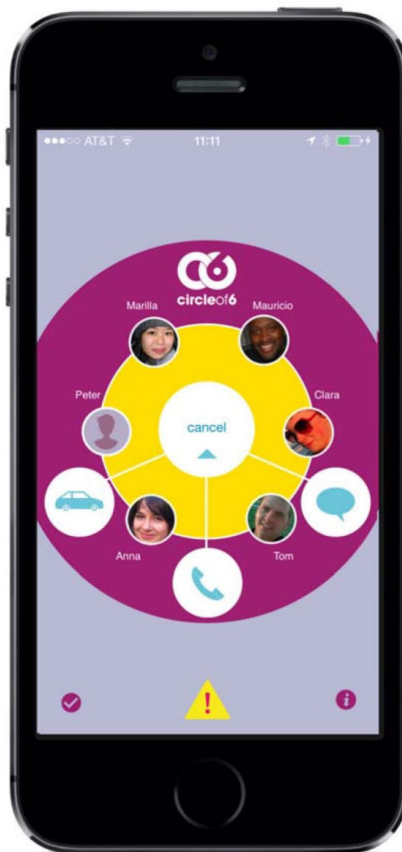 AT&T 11:11
circleof6
Marilla Mauricio
Peter Clara
cancel
Anna Tom
!
i